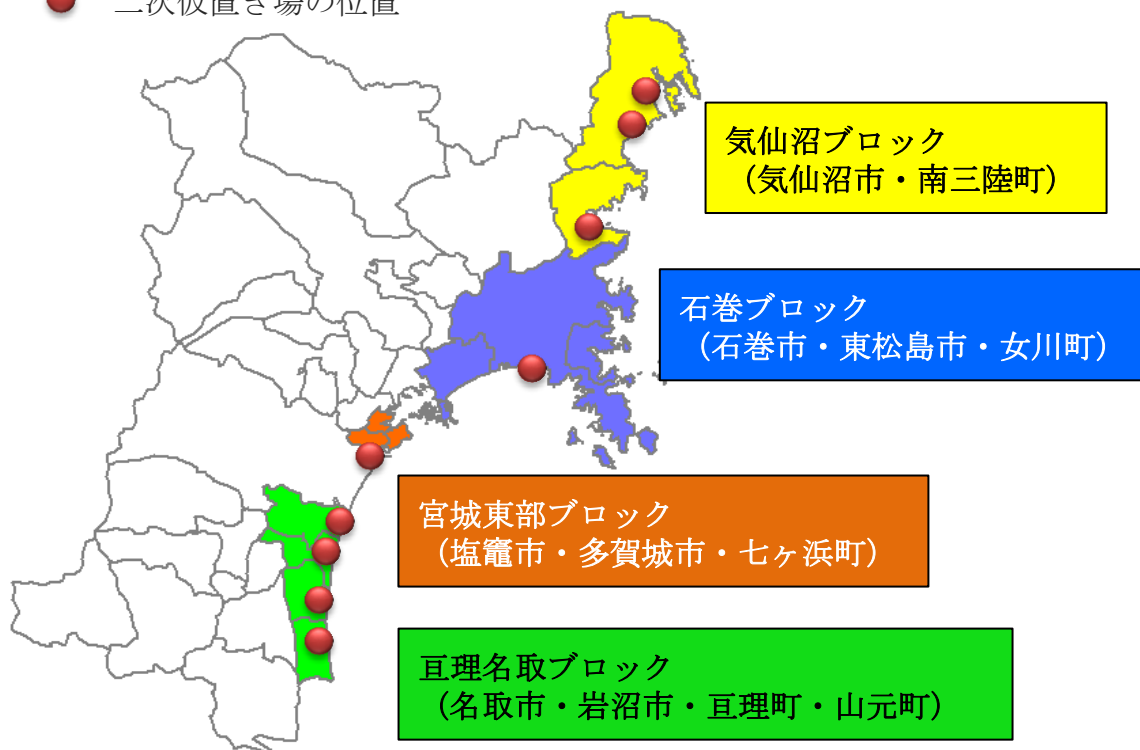 二次仮置き場の位置
気仙沼ブロック
（気仙沼市・南三陸町）
石巻ブロック
（石巻市・東松島市・女川町）
宮城東部ブロック
（塩竈市・多賀城市・七ヶ浜町）
亘理名取ブロック
（名取市・岩沼市・亘理町・山元町）